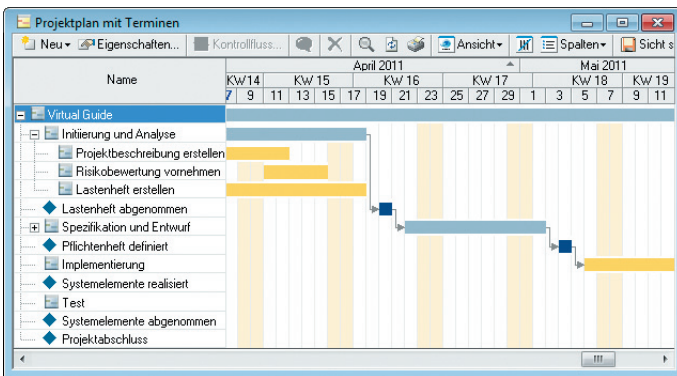 Projektplan mit Terminen
Neu Eigenschaften... Kontrollfluss... Ansicht Spalten Sicht s
Name
April 2011 Mai 2011
KW14 KW 15 KW 16 KW 17 KW 18 KW 19
7 9 11 13 15 17 19 21 23 25 27 29 1 3 5 7 9 11
Virtual Guide
Initiierung und Analyse
Projektbeschreibung erstellen
Risikobewertung vornehmen
Lastenheft erstellen
Lastenheft abgenommen
Spezifikation und Entwurf
Pflichtenheft definiert
Implementierung
Systemelemente realisiert
Test
Systemelemente abgenommen
Projektabschluss